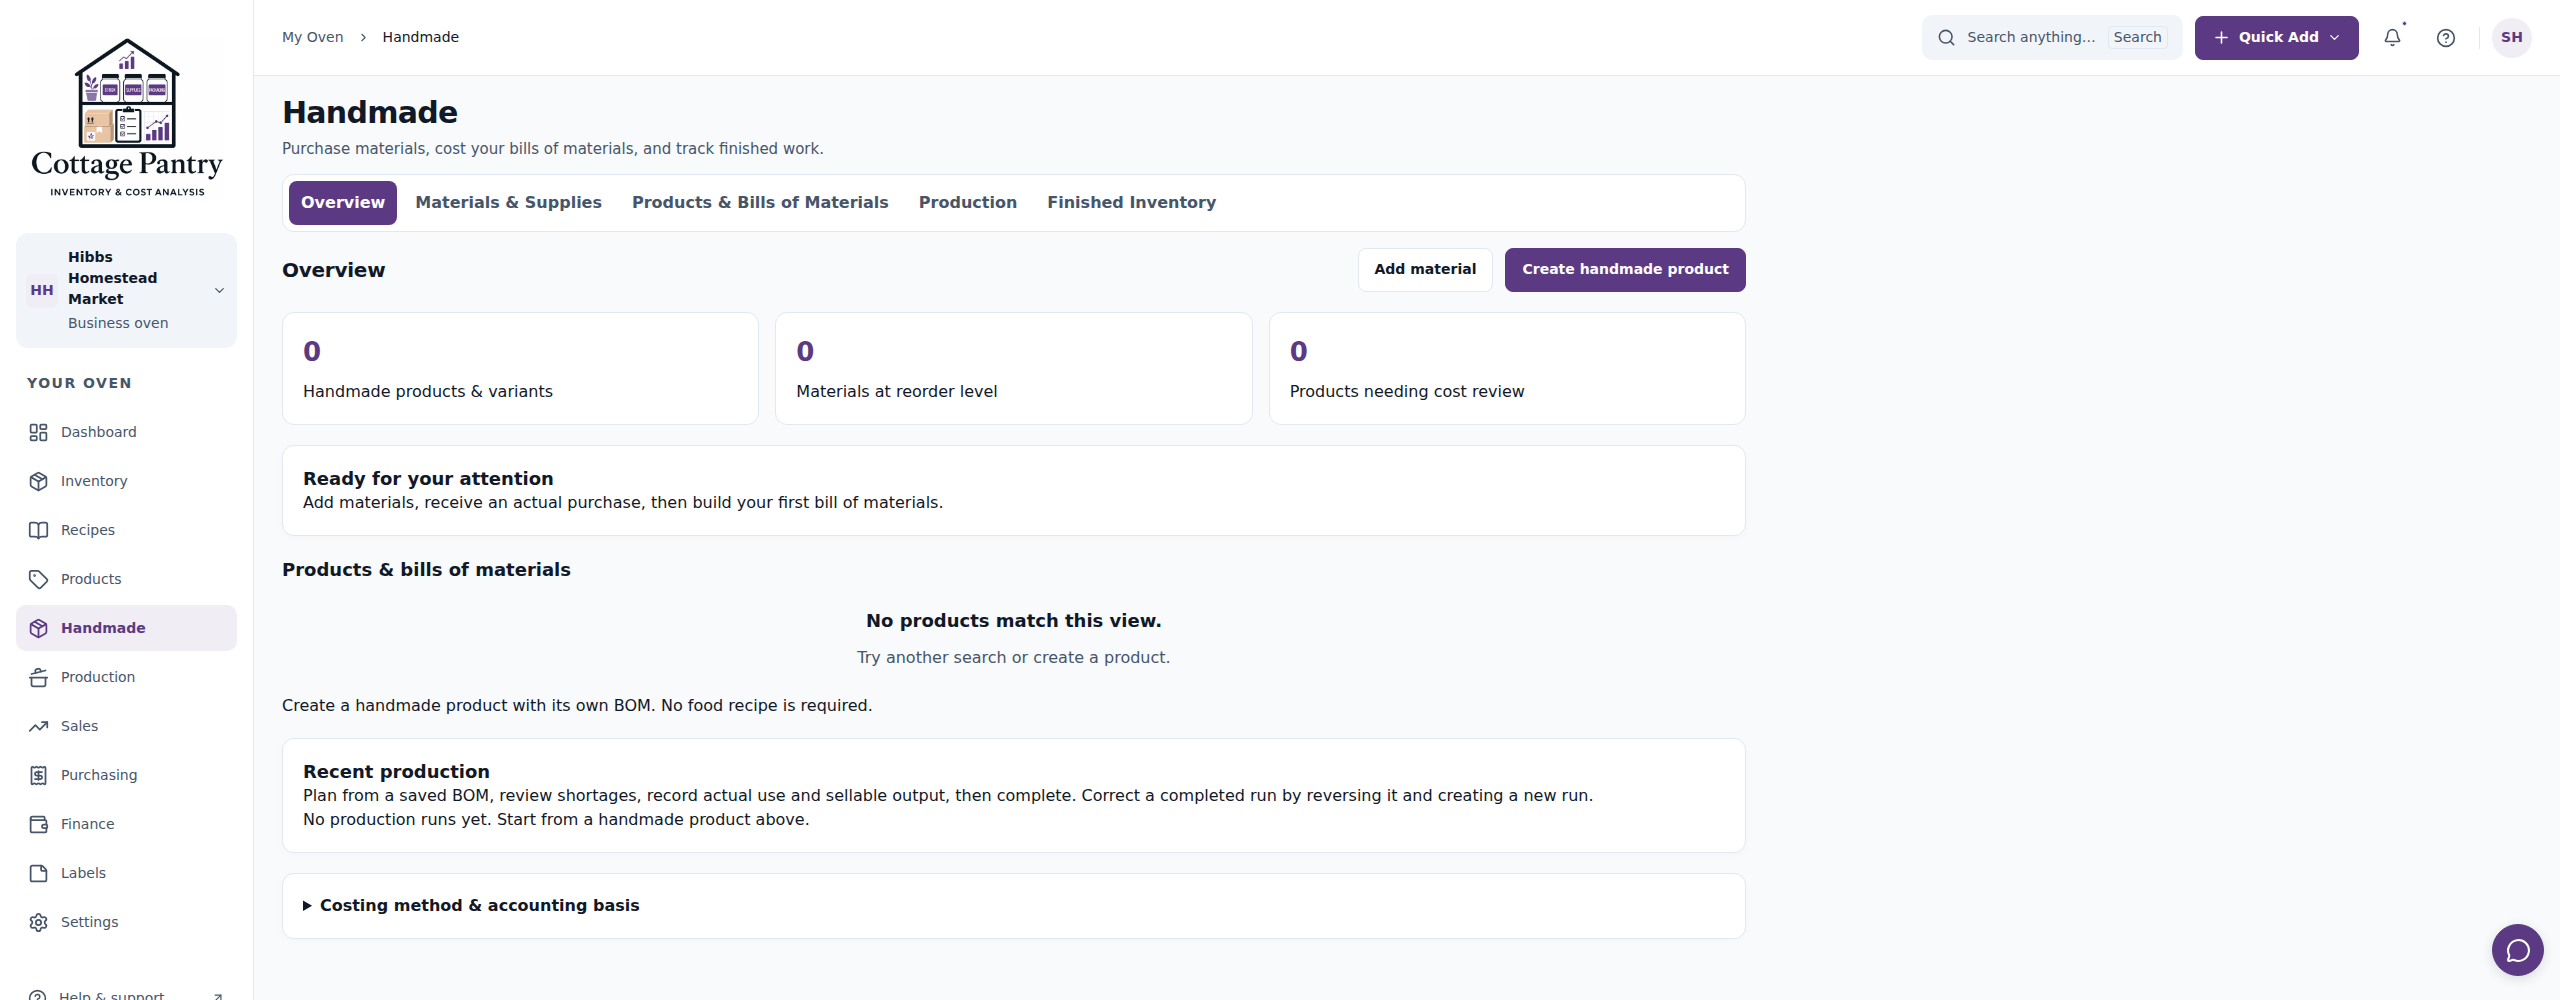 My Oven
Handmade
Search anything...
Search
Quick Add
SH
Cottage Pantry
INVENTORY & COST ANALYSIS
HH
Hibbs
Homestead
Market
Business oven
YOUR OVEN
Dashboard
Inventory
Recipes
Products
Handmade
Production
Sales
Purchasing
Finance
Labels
Settings
Help & support
Handmade
Purchase materials, cost your bills of materials, and track finished work.
Overview
Materials & Supplies
Products & Bills of Materials
Production
Finished Inventory
Overview
Add material
Create handmade product
0
Handmade products & variants
0
Materials at reorder level
0
Products needing cost review
Ready for your attention
Add materials, receive an actual purchase, then build your first bill of materials.
Products & bills of materials
No products match this view.
Try another search or create a product.
Create a handmade product with its own BOM. No food recipe is required.
Recent production
Plan from a saved BOM, review shortages, record actual use and sellable output, then complete. Correct a completed run by reversing it and creating a new run.
No production runs yet. Start from a handmade product above.
Costing method & accounting basis